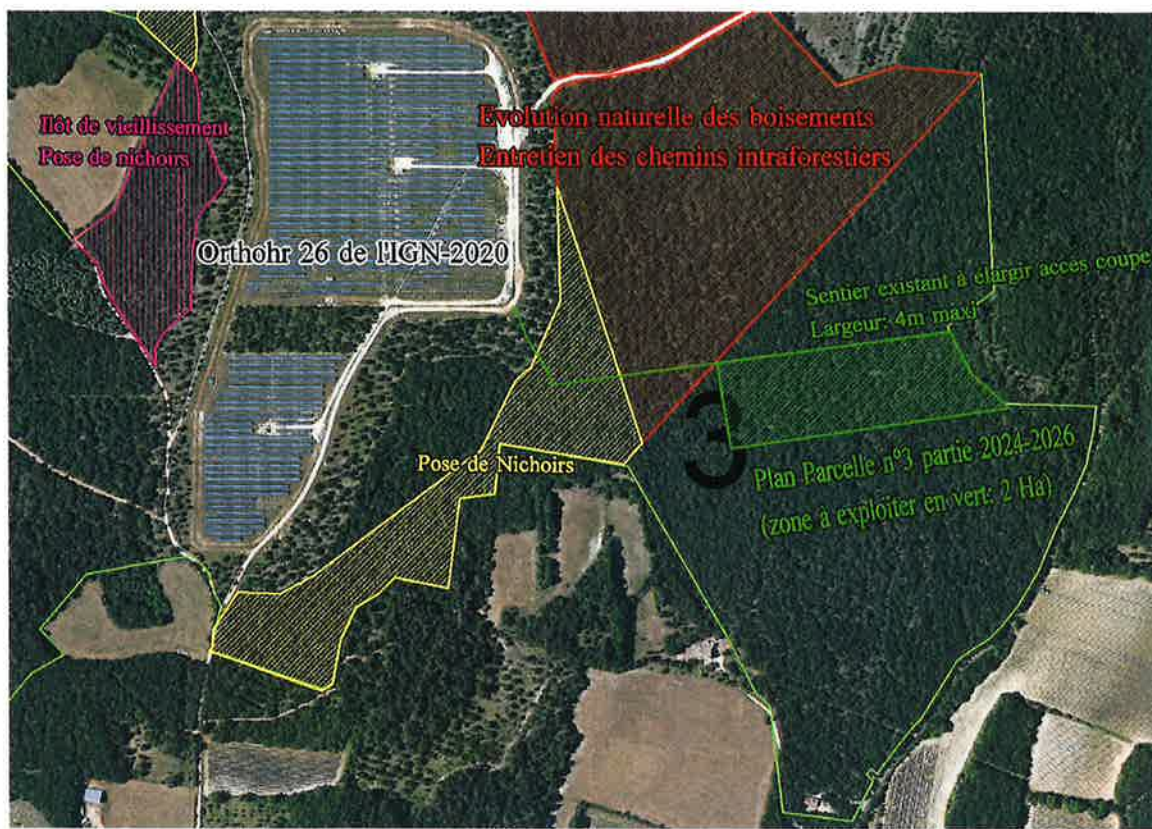 Ilôt de vieillissement
Pose de nichoirs
Evolution naturelle des boisements
Entretien des chemins intraforestiers
Orthohr 26 de l'IGN-2020
Sentier existant à élargir acces coupe
Largeur: 4m maxi
3
Pose de Nichoirs
Plan Parcelle n°3 partie 2024-2026
(zone à exploiter en vert: 2 Ha)